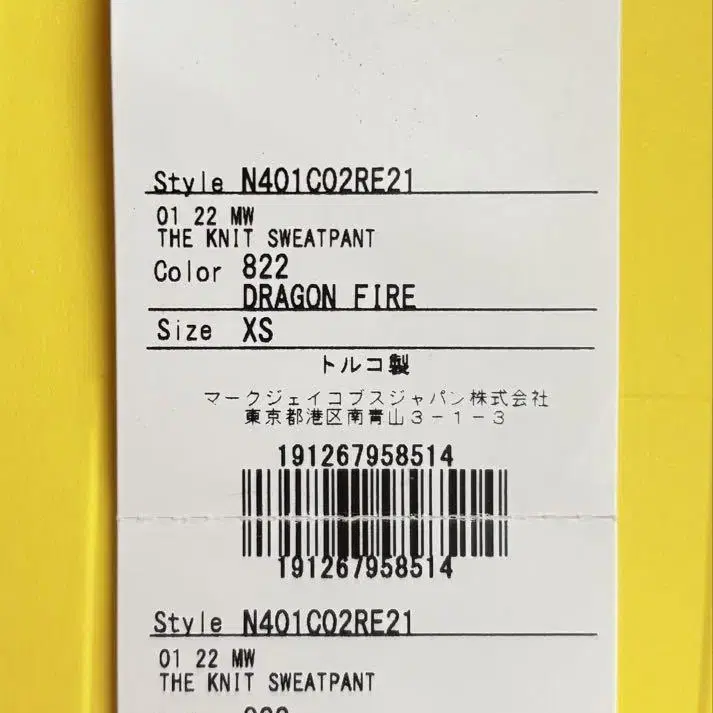 Style N401C02RE21
01 22 MW
THE KNIT SWEATPANT
Color 822
DRAGON FIRE
Size XS
トルコ製
マークジェイコブスジャパン株式会社
東京都港区南青山3-1-3
191267958514
191267958514
Style N401C02RE21
01 22 MW
THE KNIT SWEATPANT